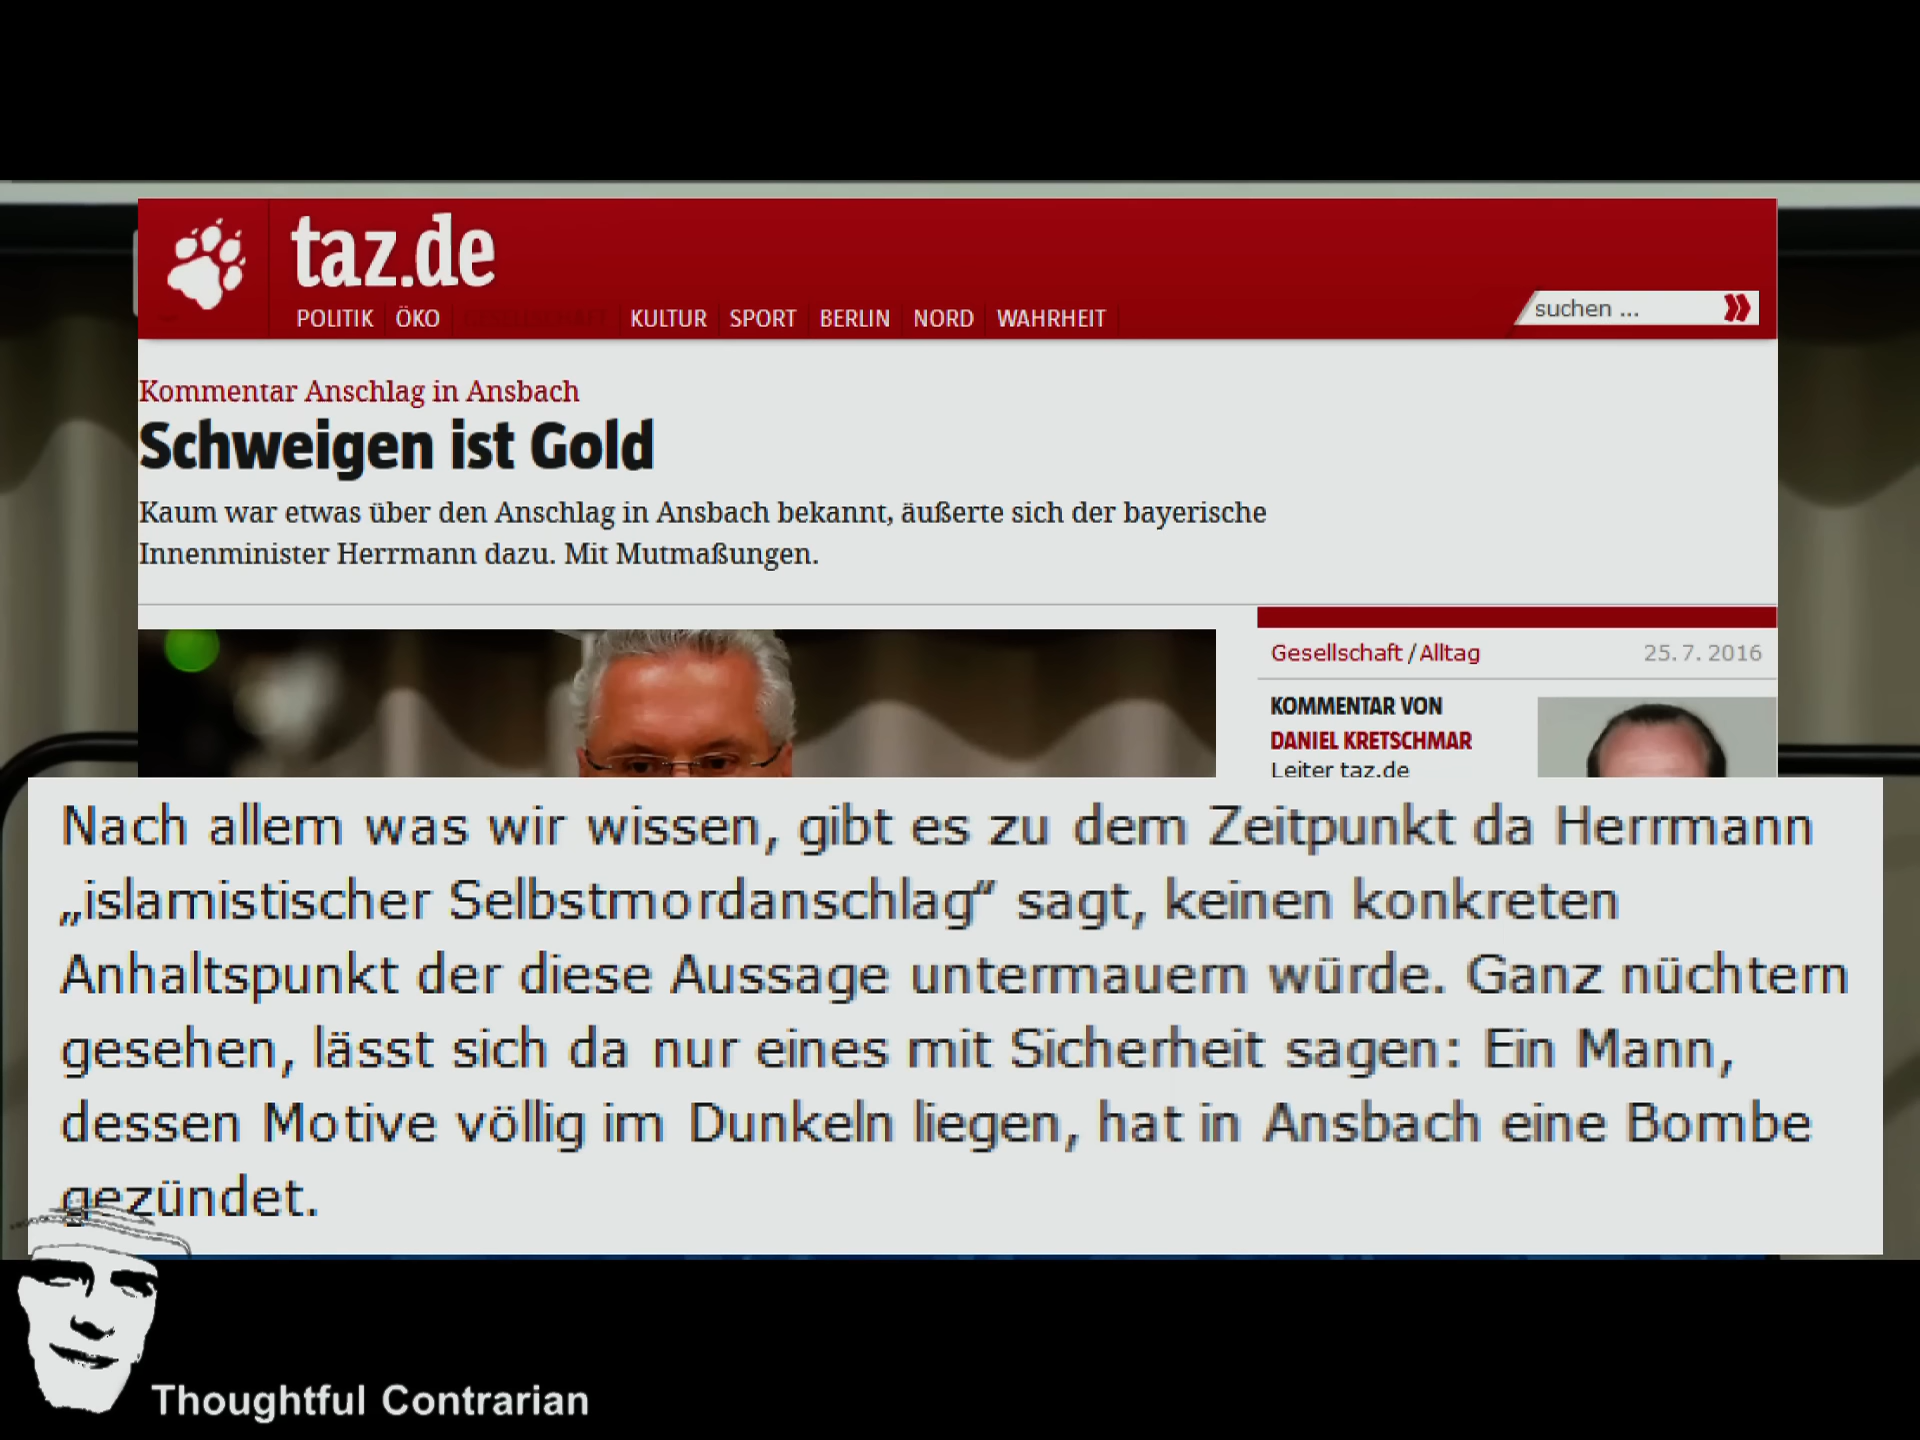 taz.de
POLITIK ÖKO GESELLSCHAFT KULTUR SPORT BERLIN NORD WAHRHEIT
suchen ...
Kommentar Anschlag in Ansbach
Schweigen ist Gold
Kaum war etwas über den Anschlag in Ansbach bekannt, äußerte sich der bayerische
Innenminister Herrmann dazu. Mit Mutmaßungen.
Gesellschaft / Alltag 25. 7. 2016
KOMMENTAR VON
DANIEL KRETSCHMAR
Leiter taz.de
Nach allem was wir wissen, gibt es zu dem Zeitpunkt da Herrmann
„islamistischer Selbstmordanschlag“ sagt, keinen konkreten
Anhaltspunkt der diese Aussage untermauern würde. Ganz nüchtern
gesehen, lässt sich da nur eines mit Sicherheit sagen: Ein Mann,
dessen Motive völlig im Dunkeln liegen, hat in Ansbach eine Bombe
gezündet.
Thoughtful Contrarian